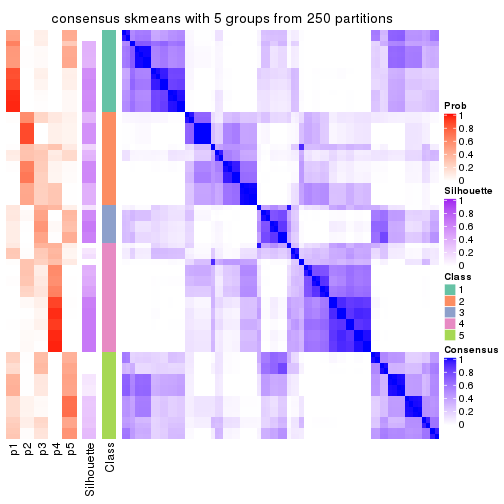 consensus skmeans with 5 groups from 250 partitions
Prob
1
0.8
0.6
0.4
0.2
0
Silhouette
1
0.8
0.6
0.4
0.2
0
Class
1
2
3
4
5
Consensus
1
0.8
0.6
0.4
0.2
0
p1
p2
p3
p4
p5
Silhouette
Class